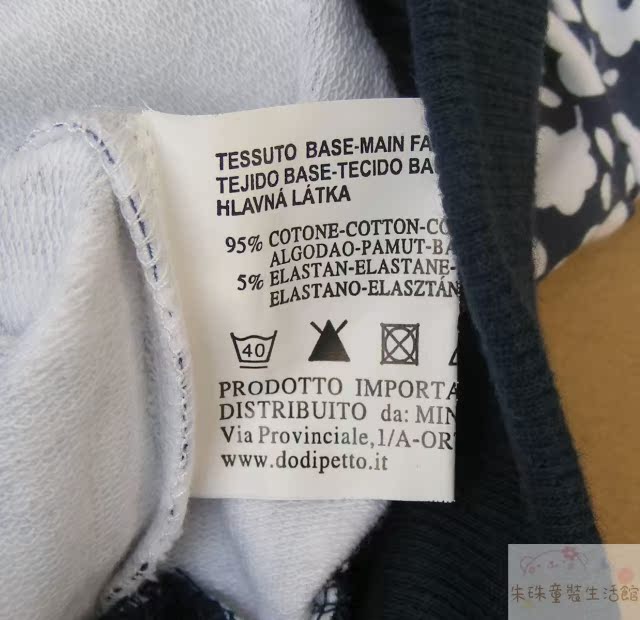 TESSUTO BASE-MAIN FA
TEJIDO BASE-TECIDO BA
HLAVNÁ LÁTKA
95% COTONE-COTTON-CO
ALGODAO-PAMUT-BA
5% ELASTAN-ELASTANE-
ELASTANO-ELASZTÁN
40
PRODOTTO IMPORTA
DISTRIBUITO da: MIN
Via Provinciale,1/A-OR
www.dodipetto.it
朱珠童裝生活館